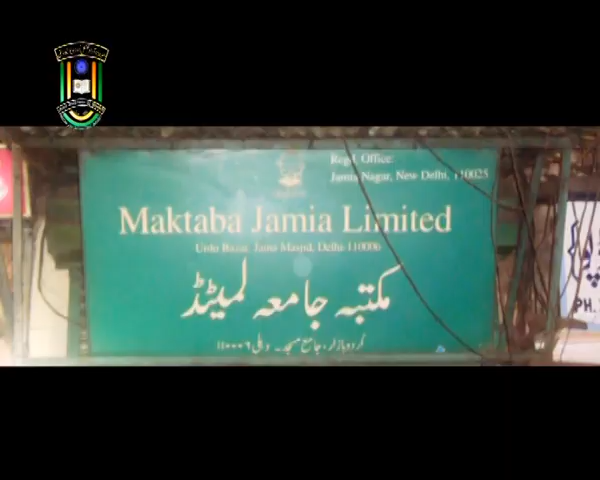 Regd. Office:
Jamia Nagar, New Delhi, 110025
Maktaba Jamia Limited
Urdu Bazar, Jama Masjid, Delhi-110006
مکتبہ جامعہ لمیٹڈ
اردو بازار، جامع مسجد۔ دہلی ۱۱۰۰۰۶
PH.